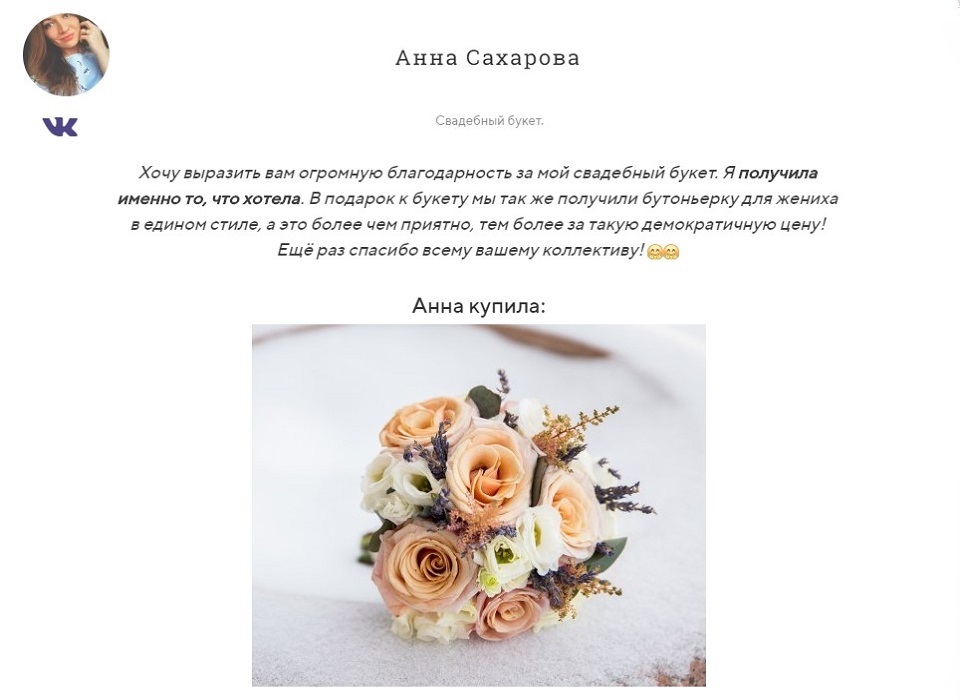 Анна Сахарова
Свадебный букет.
Хочу выразить вам огромную благодарность за мой свадебный букет. Я получила
именно то, что хотела. В подарок к букету мы так же получили бутоньерку для жениха
в едином стиле, а это более чем приятно, тем более за такую демократичную цену!
Ещё раз спасибо всему вашему коллективу! 🤗🤗
Анна купила: